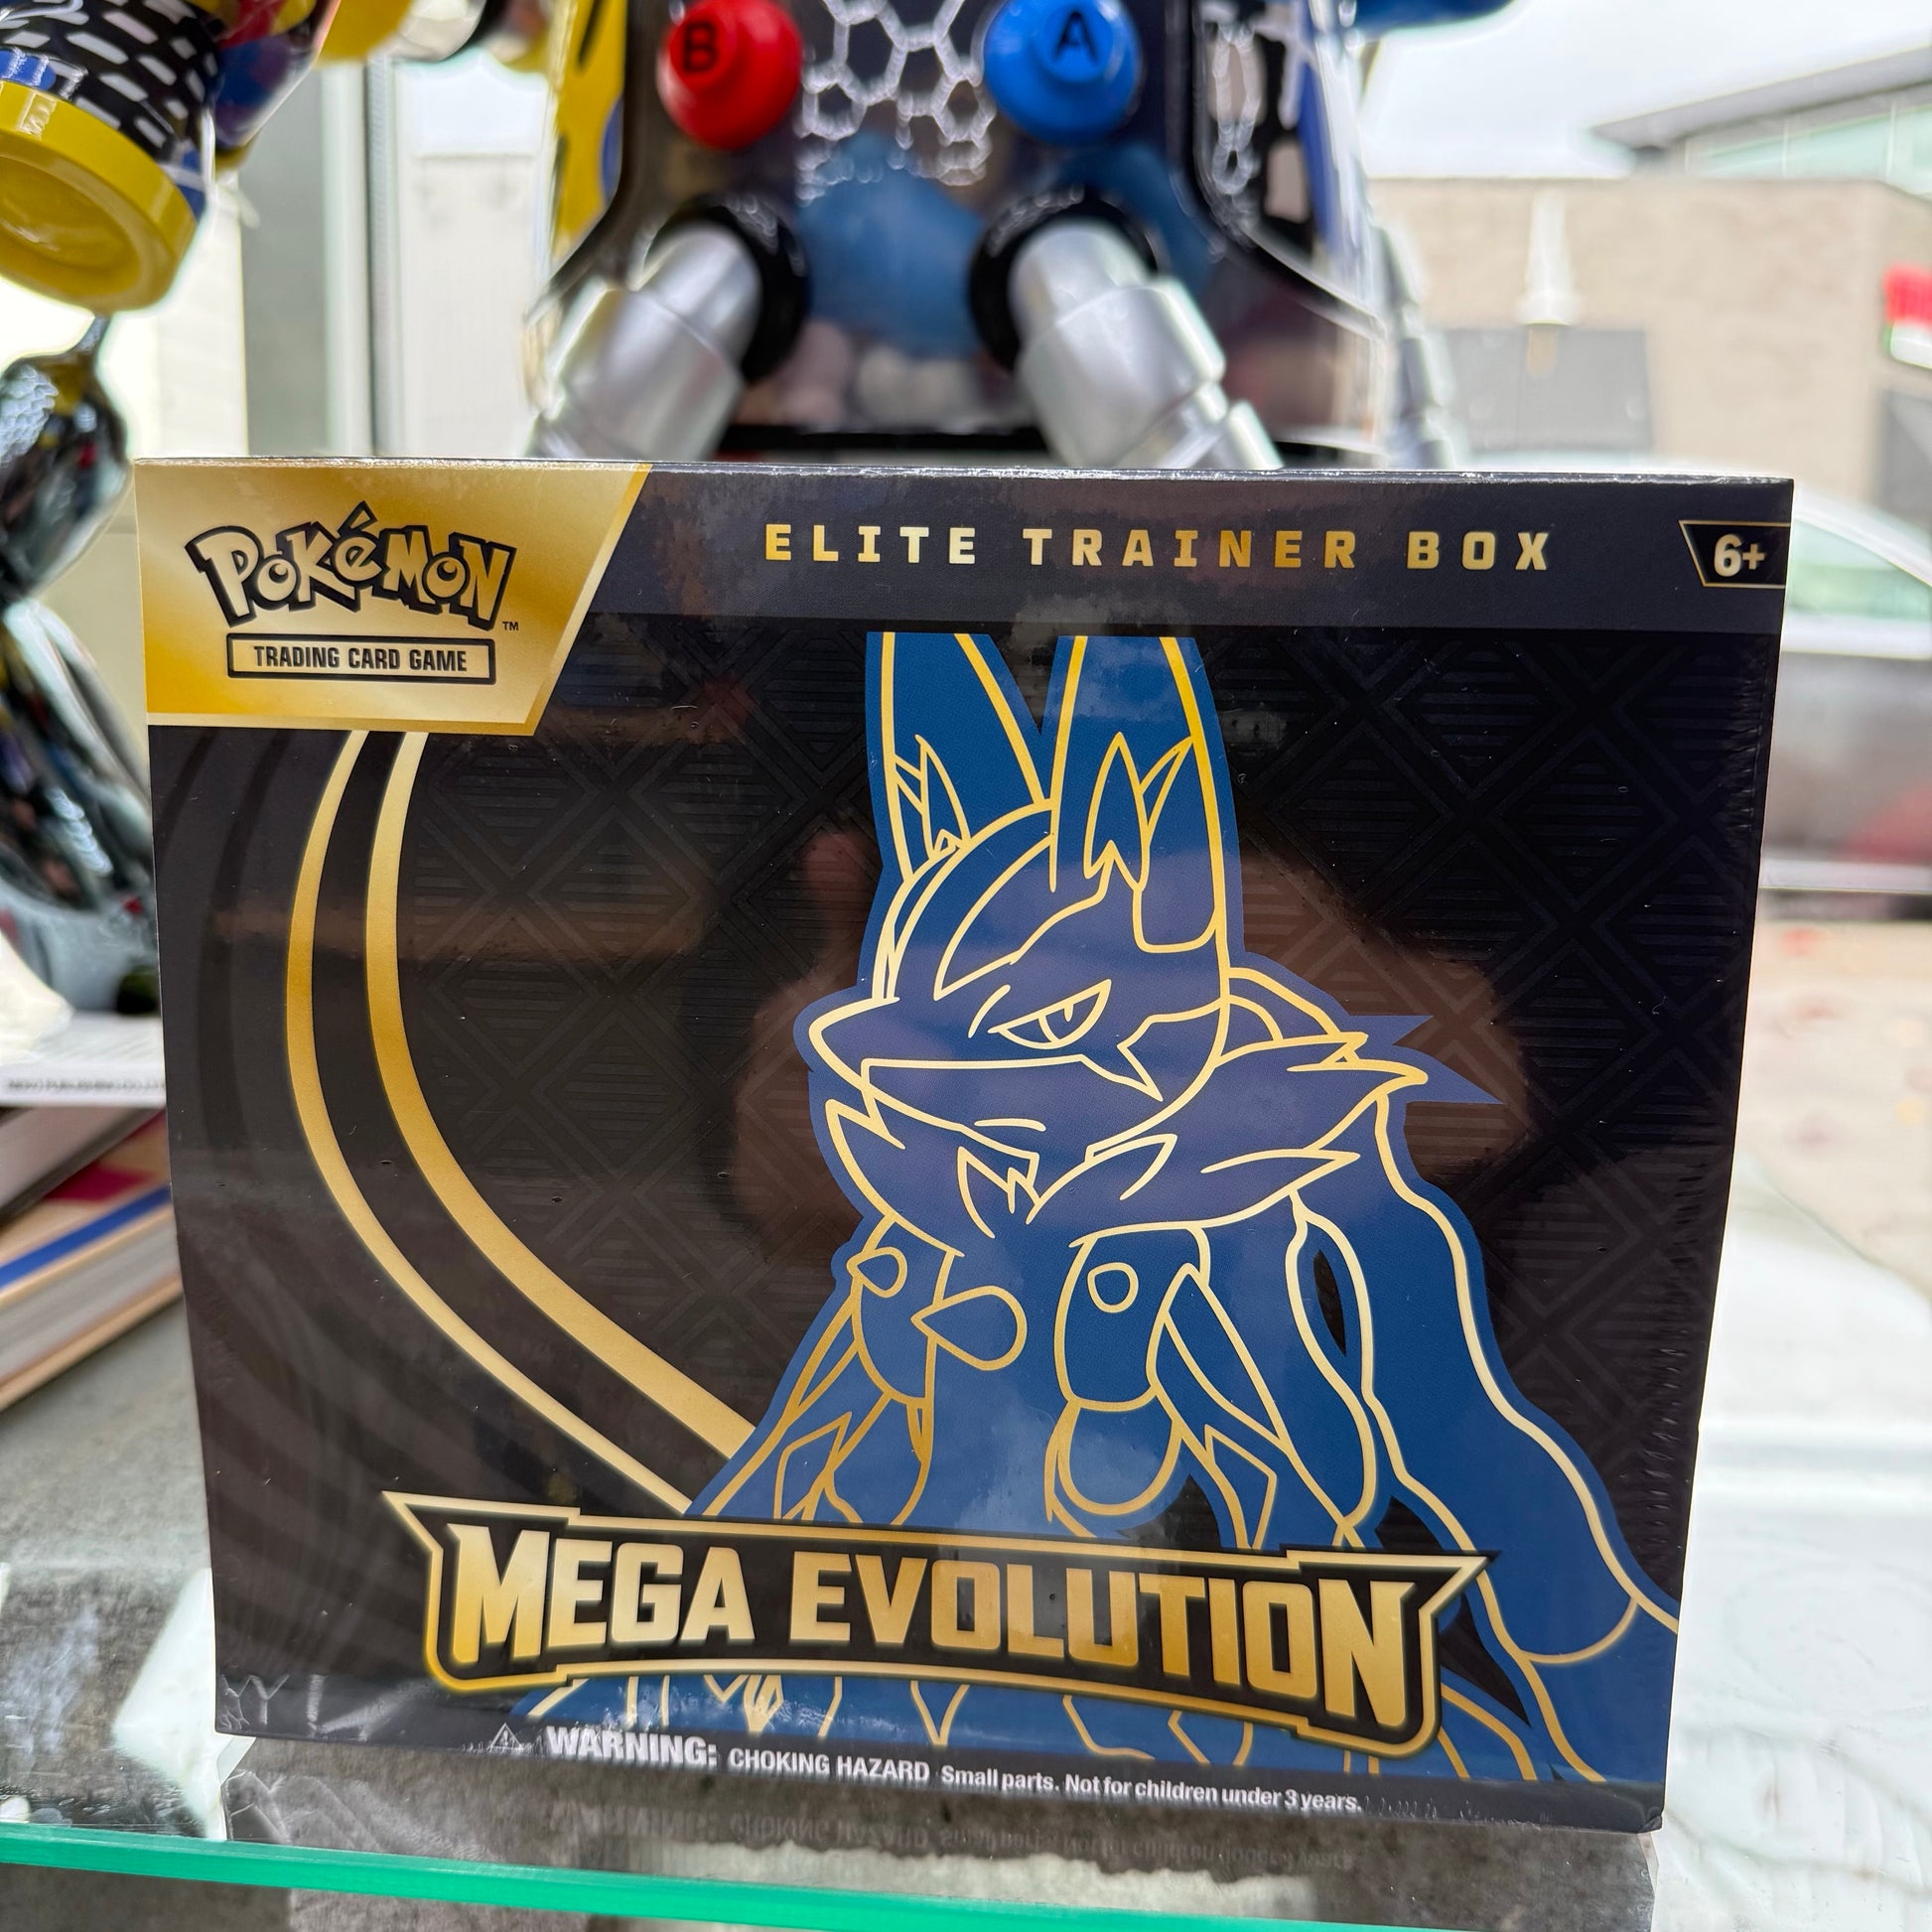 B
A
POKéMON™
TRADING CARD GAME
ELITE TRAINER BOX
6+
MEGA EVOLUTION
WARNING: CHOKING HAZARD Small parts. Not for children under 3 years.